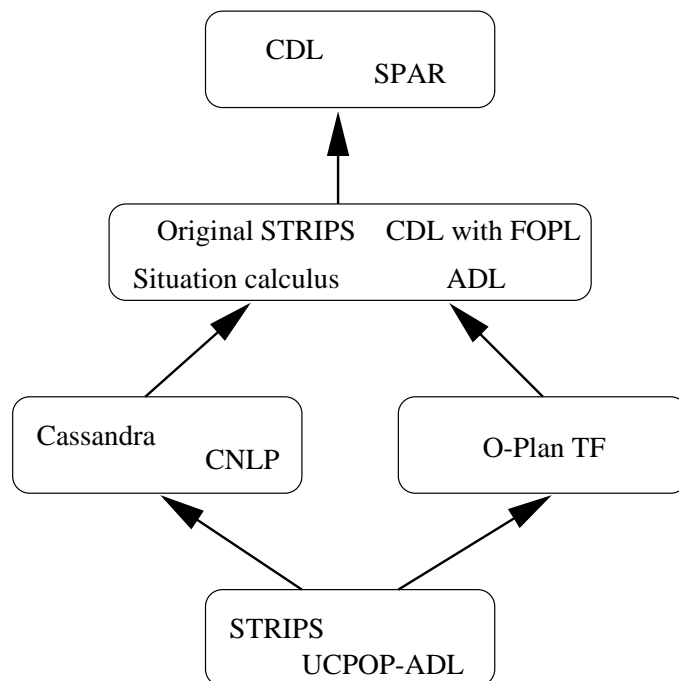 CDL
SPAR
Original STRIPS CDL with FOPL
Situation calculus ADL
Cassandra
CNLP
O-Plan TF
STRIPS
UCPOP-ADL